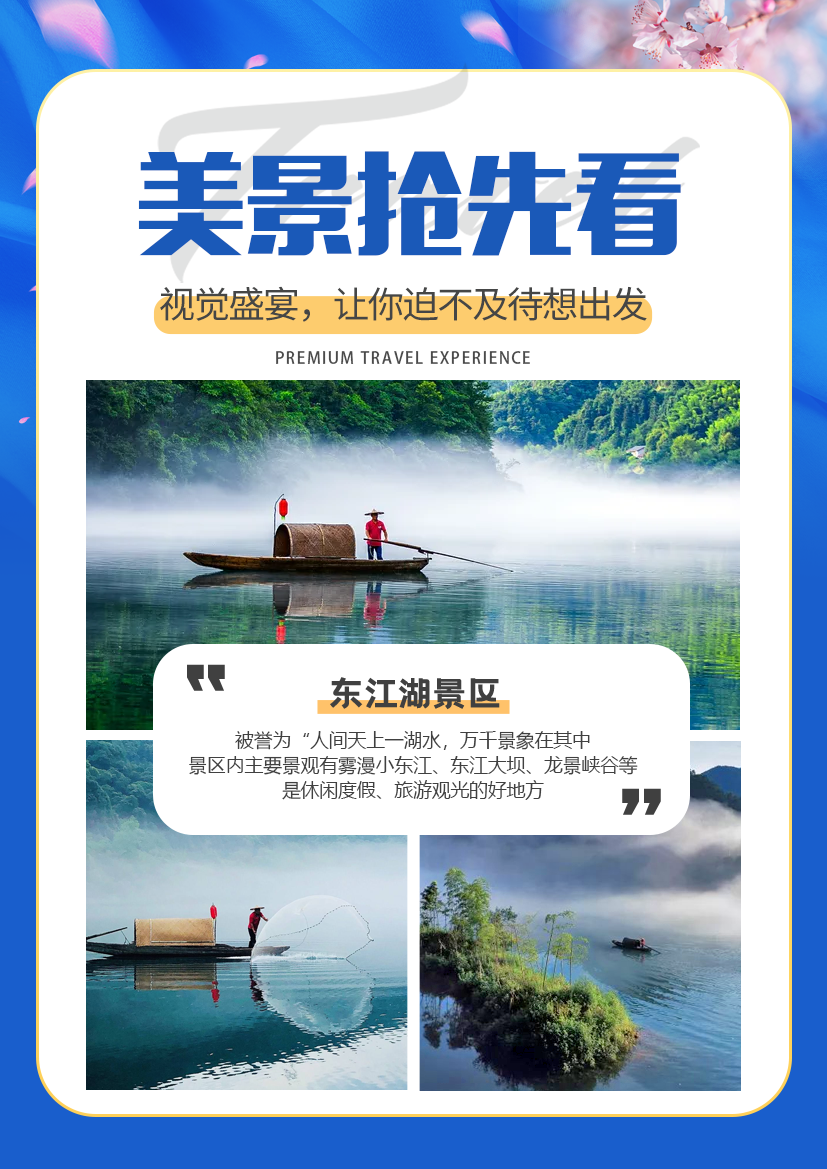 Travel
美景抢先看
视觉盛宴，让你迫不及待想出发
PREMIUM TRAVEL EXPERIENCE
东江湖景区
被誉为“人间天上一湖水，万千景象在其中
景区内主要景观有雾漫小东江、东江大坝、龙景峡谷等
是休闲度假、旅游观光的好地方